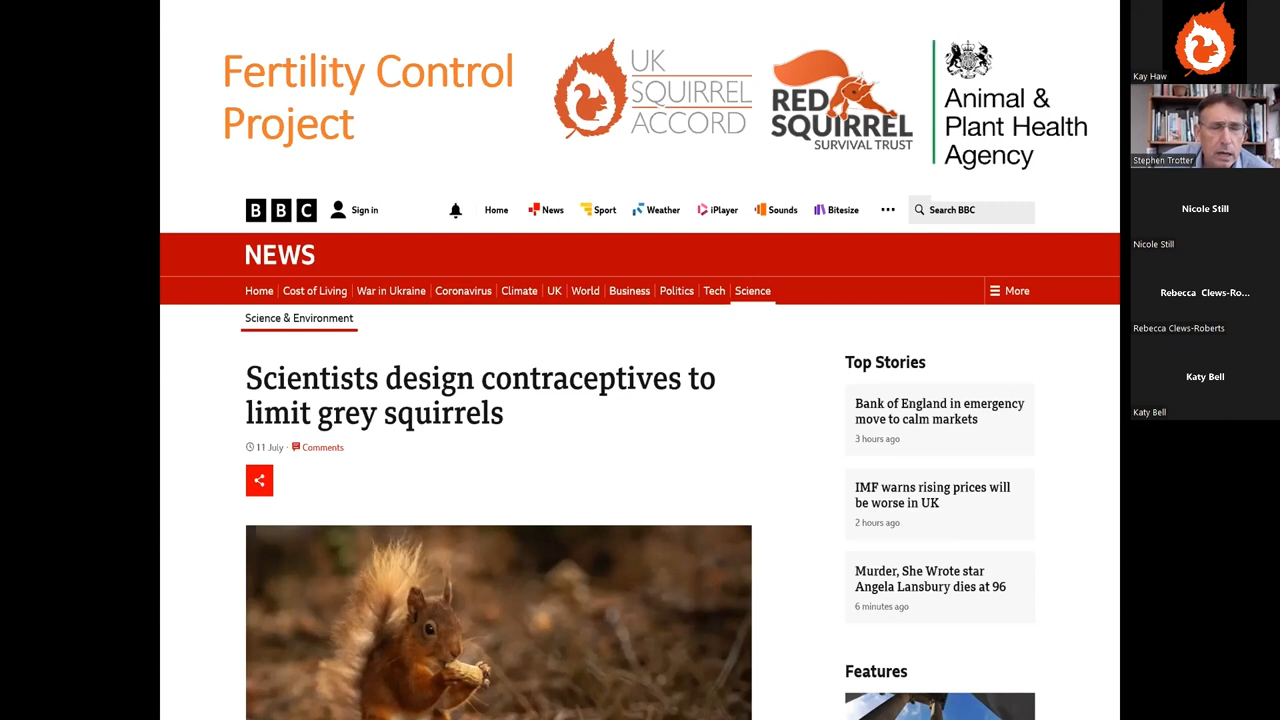 Fertility Control
Project
UK
SQUIRREL
ACCORD
RED
SQUIRREL
SURVIVAL TRUST
Animal &
Plant Health
Agency
BBC
Sign in
Home
News
Sport
Weather
iPlayer
Sounds
Bitesize
Search BBC
NEWS
Home
Cost of Living
War in Ukraine
Coronavirus
Climate
UK
World
Business
Politics
Tech
Science
More
Science & Environment
Scientists design contraceptives to
limit grey squirrels
11 July · Comments
Top Stories
Bank of England in emergency
move to calm markets
3 hours ago
IMF warns rising prices will
be worse in UK
2 hours ago
Murder, She Wrote star
Angela Lansbury dies at 96
6 minutes ago
Features
Kay Haw
Stephen Trotter
Nicole Still
Nicole Still
Rebecca Clews-Ro...
Rebecca Clews-Roberts
Katy Bell
Katy Bell